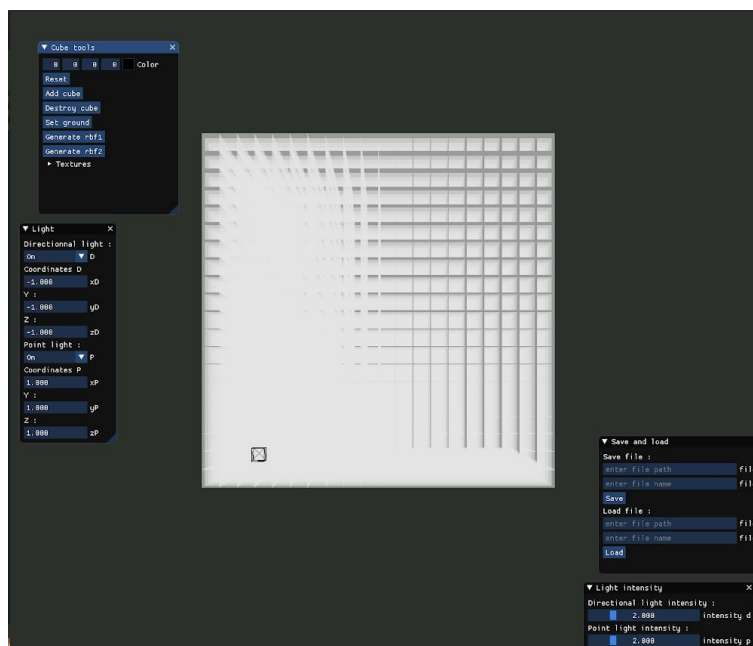 Cube tools
0 0 0 0 Color
Reset
Add cube
Destroy cube
Set ground
Generate rbf1
Generate rbf2
Textures
Light
Directionnal light :
On D
Coordinates D
-1.000 xD
Y :
-1.000 yD
Z :
-1.000 zD
Point light :
On P
Coordinates P
1.000 xP
Y :
1.000 yP
Z :
1.000 zP
Save and load
Save file :
enter file path fil
enter file name fil
Save
Load file :
enter file path fil
enter file name fil
Load
Light intensity
Directional light intensity :
2.000 intensity d
Point light intensity :
2.000 intensity p